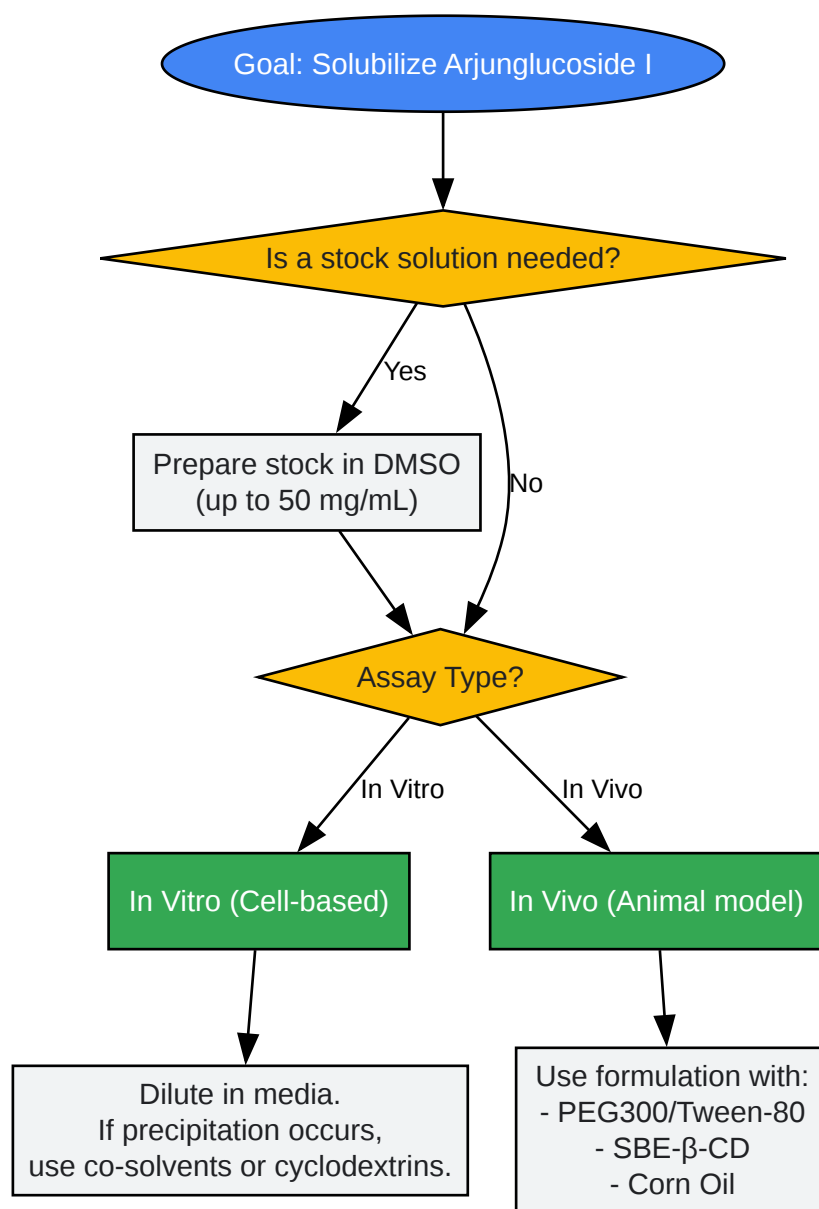 Goal: Solubilize Arjunglucoside I
Is a stock solution needed?
Yes
Prepare stock in DMSO
(up to 50 mg/mL)
No
Assay Type?
In Vitro
In Vivo
In Vitro (Cell-based)
In Vivo (Animal model)
Dilute in media.
If precipitation occurs,
use co-solvents or cyclodextrins.
Use formulation with:
- PEG300/Tween-80
- SBE-β-CD
- Corn Oil